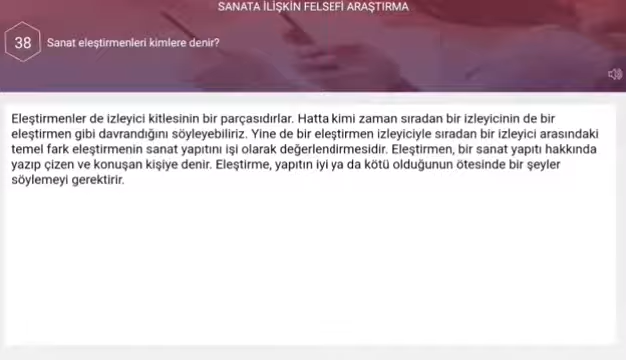 SANATA İLİŞKİN FELSEFİ ARAŞTIRMA
38 Sanat eleştirmenleri kimlere denir?
Eleştirmenler de izleyici kitlesinin bir parçasıdırlar. Hatta kimi zaman sıradan bir izleyicinin de bir
eleştirmen gibi davrandığını söyleyebiliriz. Yine de bir eleştirmen izleyiciyle sıradan bir izleyici arasındaki
temel fark eleştirmenin sanat yapıtını işi olarak değerlendirmesidir. Eleştirmen, bir sanat yapıtı hakkında
yazıp çizen ve konuşan kişiye denir. Eleştirme, yapıtın iyi ya da kötü olduğunun ötesinde bir şeyler
söylemeyi gerektirir.